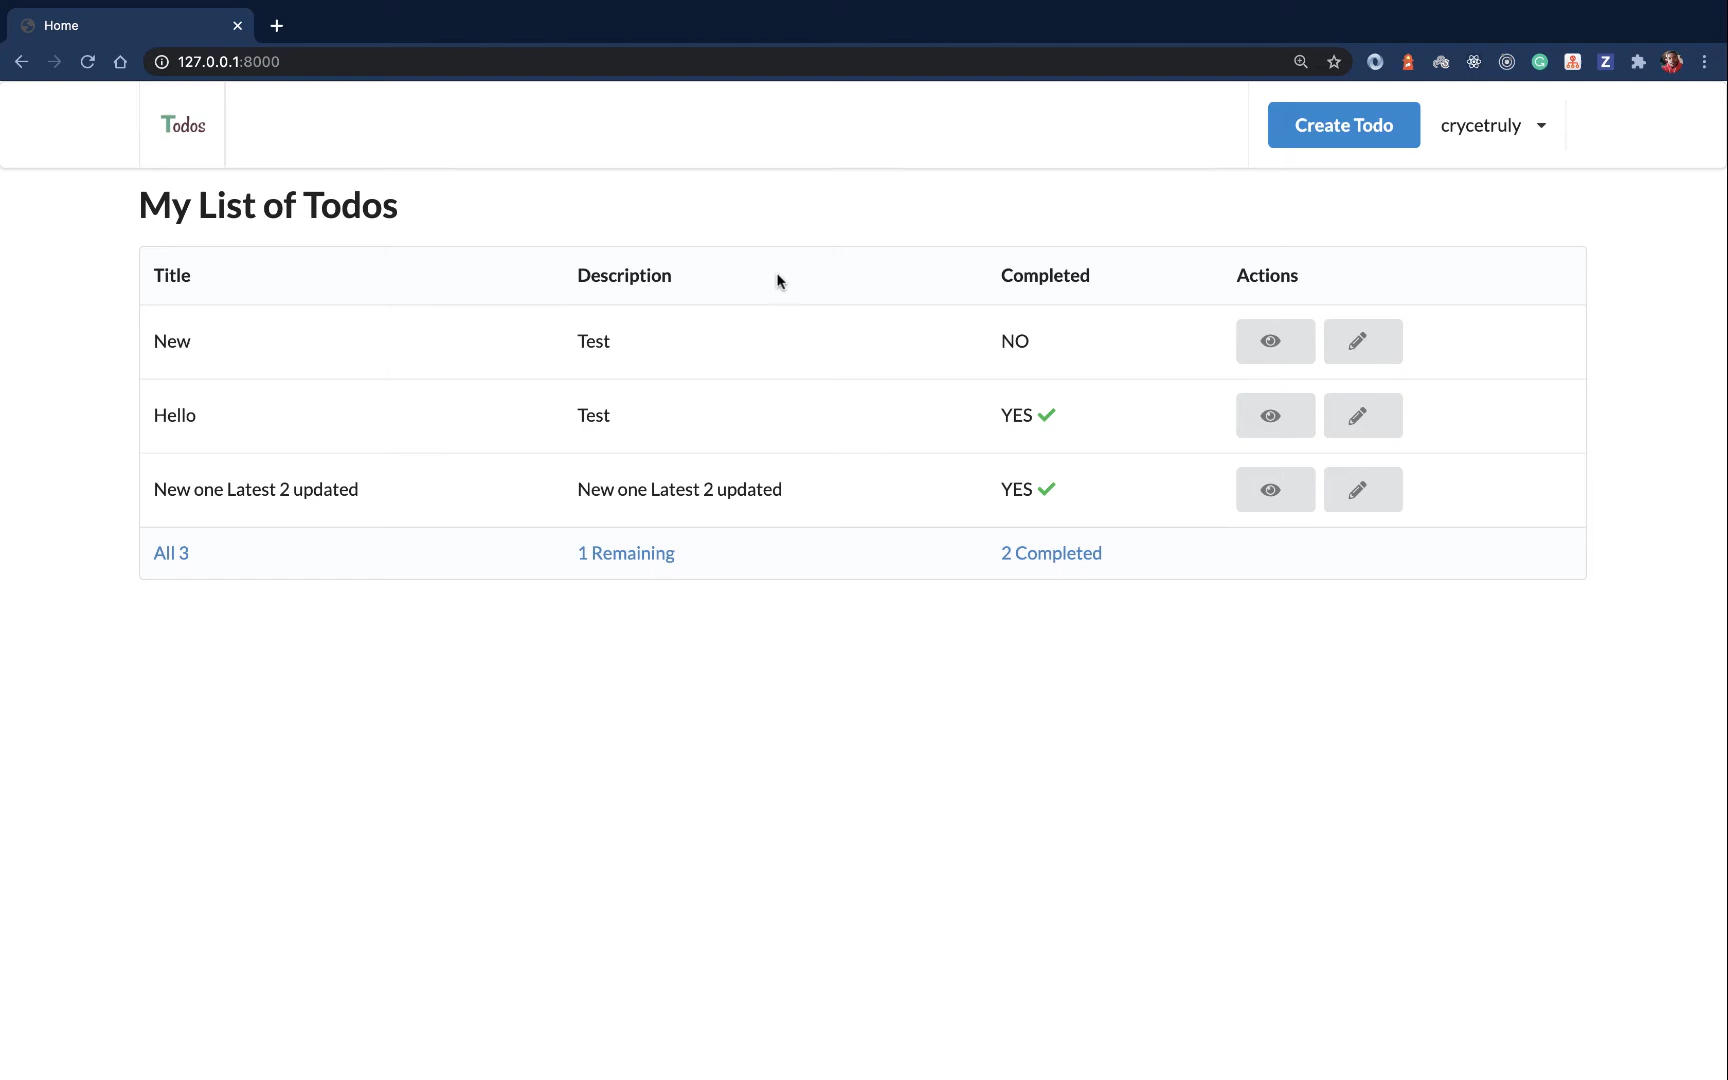 Home
127.0.0.1:8000
Z
Todos
Create Todo
crycetruly
My List of Todos
Title Description Completed Actions
New Test NO
Hello Test YES
New one Latest 2 updated New one Latest 2 updated YES
All 3 1 Remaining 2 Completed